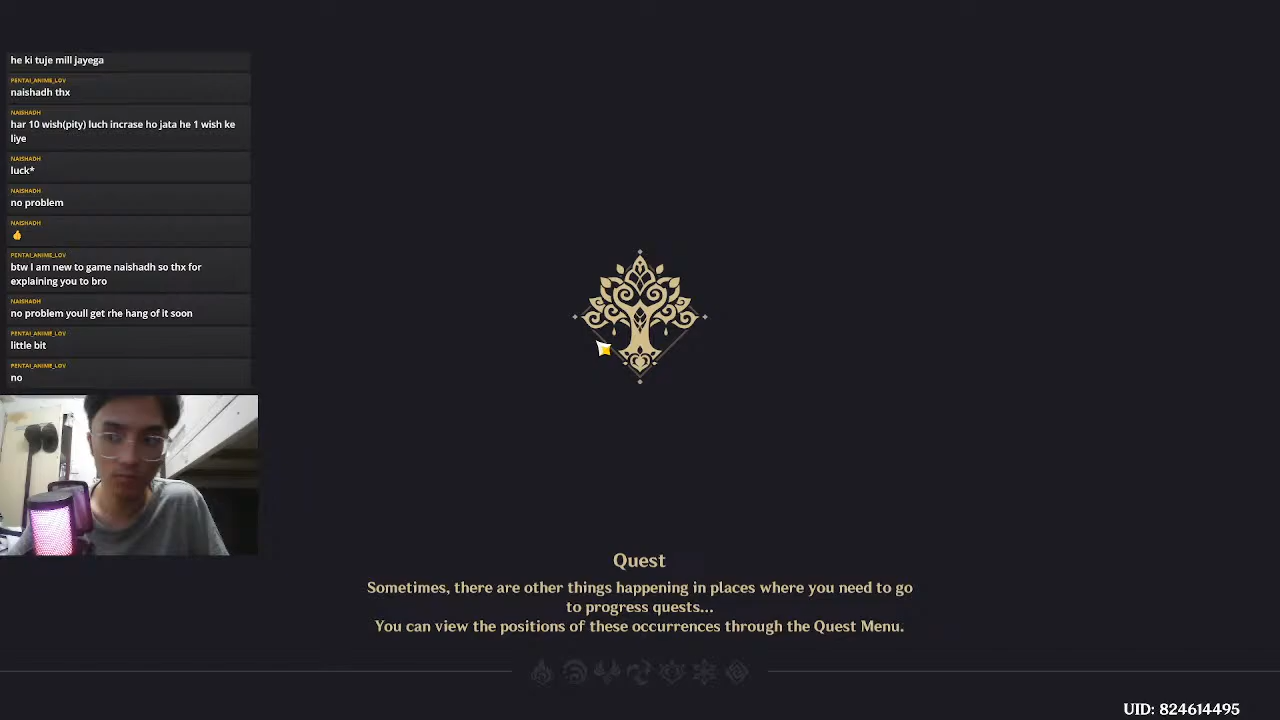 he ki tuje mill jayega
PENTAI_ANIME_LOV
naishadh thx
NAISHADH
har 10 wish(pity) luch incrase ho jata he 1 wish ke
liye
NAISHADH
luck*
NAISHADH
no problem
NAISHADH
PENTAI_ANIME_LOV
btw I am new to game naishadh so thx for
explaining you to bro
NAISHADH
no problem youll get rhe hang of it soon
PENTAI_ANIME_LOV
little bit
PENTAI_ANIME_LOV
no
Quest
Sometimes, there are other things happening in places where you need to go
to progress quests...
You can view the positions of these occurrences through the Quest Menu.
UID: 824614495